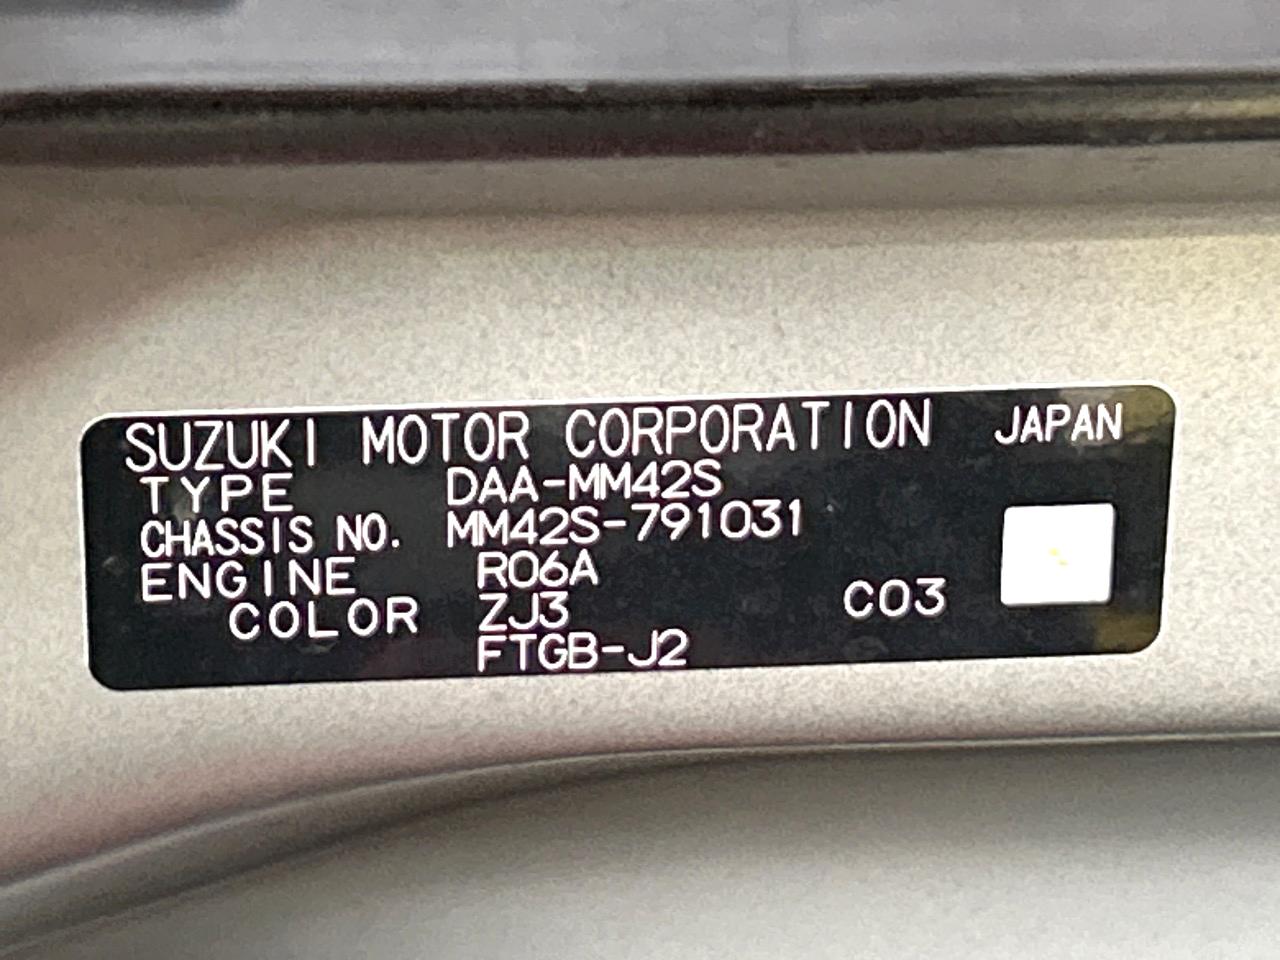 SUZUKI MOTOR CORPORATION JAPAN
TYPE DAA-MM42S
CHASSIS NO. MM42S-791031
ENGINE R06A
COLOR ZJ3 C03
FTGB-J2